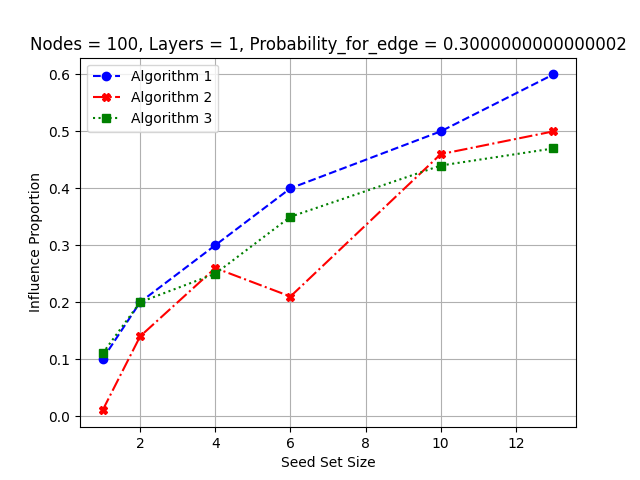 Nodes = 100, Layers = 1, Probability_for_edge = 0.3000000000000002
Algorithm 1
Algorithm 2
Algorithm 3
0.6
0.5
0.4
0.3
0.2
0.1
0.0
Influence Proportion
2 4 6 8 10 12
Seed Set Size